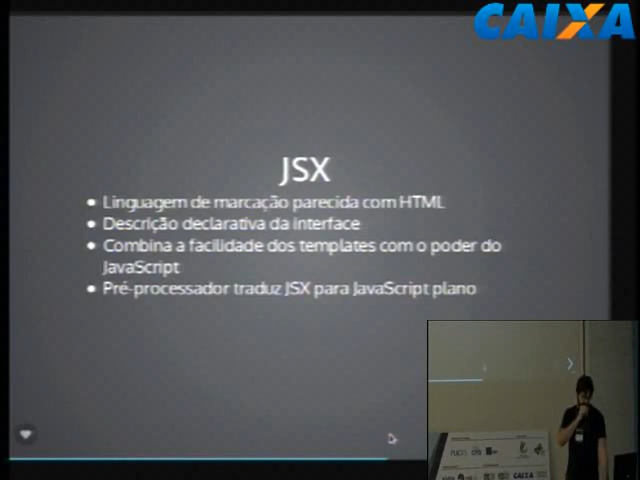 CAIXA
JSX
Linguagem de marcação parecida com HTML
Descrição declarativa da interface
Combina a facilidade dos templates com o poder do
JavaScript
Pré-processador traduz JSX para JavaScript plano